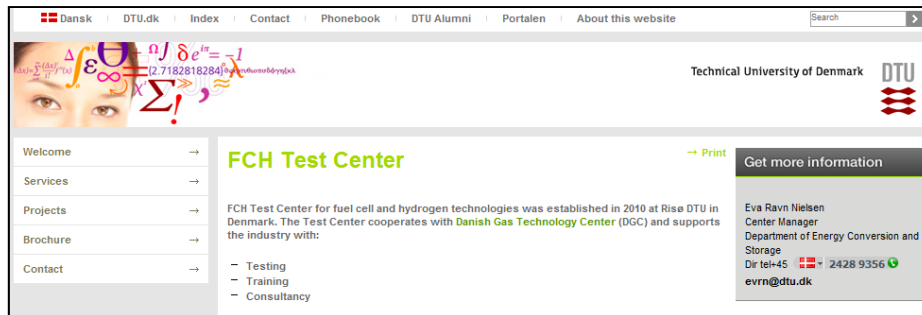 Dansk DTU.dk Index Contact Phonebook DTU Alumni Portalen About this website Search
Δ Ω ∫ δe^{iπ} = -1
∞ = {2.7182818284}
Σ!
Technical University of Denmark DTU
Welcome →
Services →
Projects →
Brochure →
Contact →
FCH Test Center
→ Print
FCH Test Center for fuel cell and hydrogen technologies was established in 2010 at Risø DTU in
Denmark. The Test Center cooperates with Danish Gas Technology Center (DGC) and supports
the industry with:
– Testing
– Training
– Consultancy
Get more information
Eva Ravn Nielsen
Center Manager
Department of Energy Conversion and
Storage
Dir tel+45 2428 9356
evrn@dtu.dk